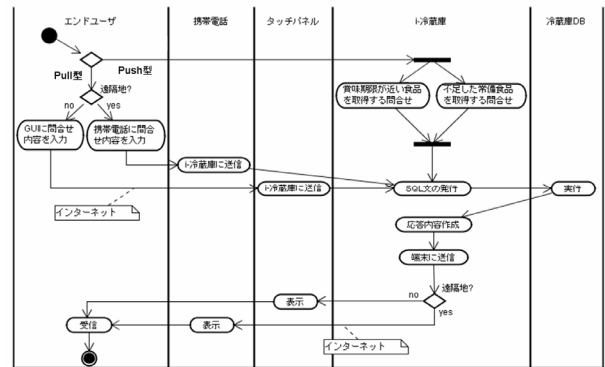 エンドユーザ
携帯電話
タッチパネル
i-冷蔵庫
冷蔵庫DB
Pull型
Push型
遠隔地?
no
yes
GUIに問合せ
内容を入力
携帯電話に問合
せ内容を入力
賞味期限が近い食品
を取得する問合せ
不足した常備食品
を取得する問合せ
i-冷蔵庫に送信
i-冷蔵庫に送信
SQL文の発行
実行
インターネット
応答内容作成
端末に送信
遠隔地?
no
yes
表示
受信
表示
インターネット